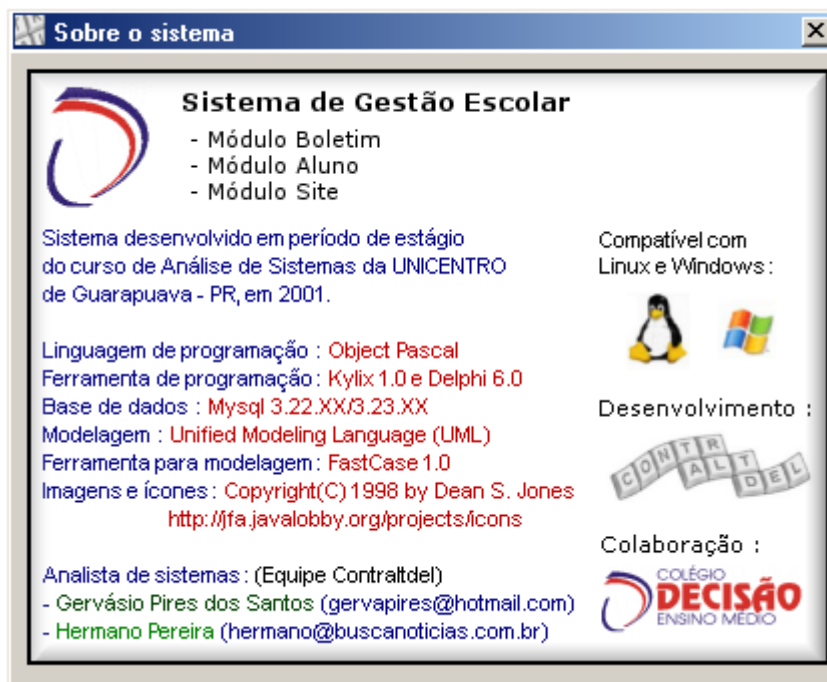 Sobre o sistema
Sistema de Gestão Escolar
- Módulo Boletim
- Módulo Aluno
- Módulo Site
Sistema desenvolvido em período de estágio
do curso de Análise de Sistemas da UNICENTRO
de Guarapuava - PR, em 2001.
Linguagem de programação : Object Pascal
Ferramenta de programação : Kylix 1.0 e Delphi 6.0
Base de dados : Mysql 3.22.XX/3.23.XX
Modelagem : Unified Modeling Language (UML)
Ferramenta para modelagem : FastCase 1.0
Imagens e ícones : Copyright(C) 1998 by Dean S. Jones
http://jfa.javalobby.org/projects/icons
Analista de sistemas : (Equipe Contraltdel)
- Gervásio Pires dos Santos (gervapires@hotmail.com)
- Hermano Pereira (hermano@buscanoticias.com.br)
Compatível com
Linux e Windows :
Desenvolvimento :
CONTR
ALT
DEL
Colaboração :
COLÉGIO
DECISÃO
ENSINO MÉDIO